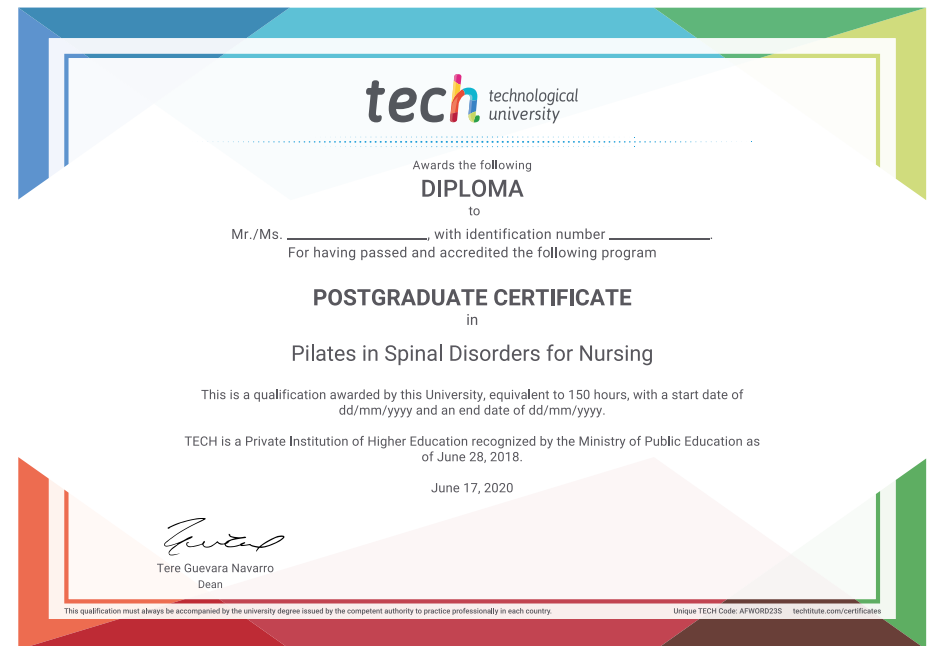 tech technological
university
Awards the following
DIPLOMA
to
Mr./Ms. ____________________, with identification number ______________.
For having passed and accredited the following program
POSTGRADUATE CERTIFICATE
in
Pilates in Spinal Disorders for Nursing
This is a qualification awarded by this University, equivalent to 150 hours, with a start date of
dd/mm/yyyy and an end date of dd/mm/yyyy.
TECH is a Private Institution of Higher Education recognized by the Ministry of Public Education as
of June 28, 2018.
June 17, 2020
Tere Guevara Navarro
Dean
This qualification must always be accompanied by the university degree issued by the competent authority to practice professionally in each country.
Unique TECH Code: AFWORD23S techtitute.com/certificates